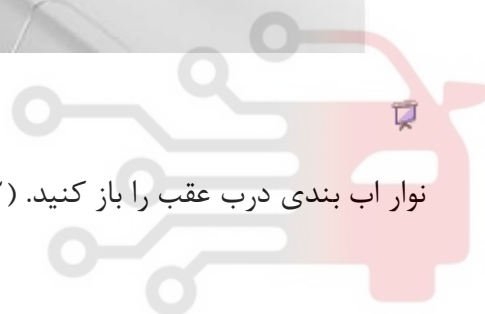 نوار اب بندی درب عقب را باز کنید. (